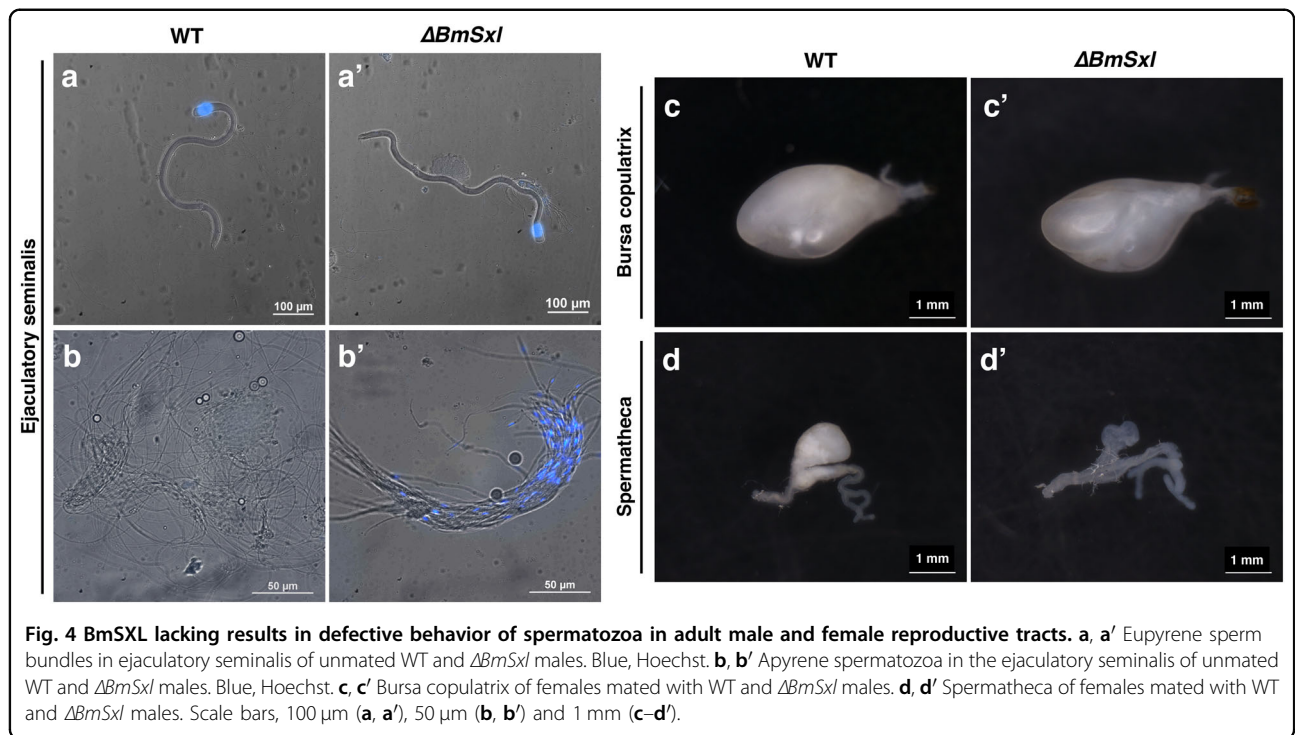 WT
ΔBmSxl
WT
ΔBmSxl
Ejaculatory seminalis
a
a′
100 µm
100 µm
b
b′
50 µm
50 µm
Bursa copulatrix
c
c′
1 mm
1 mm
Spermatheca
d
d′
1 mm
1 mm
Fig. 4 BmSXL lacking results in defective behavior of spermatozoa in adult male and female reproductive tracts. a, a′ Eupyrene sperm
bundles in ejaculatory seminalis of unmated WT and ΔBmSxl males. Blue, Hoechst. b, b′ Apyrene spermatozoa in the ejaculatory seminalis of unmated
WT and ΔBmSxl males. Blue, Hoechst. c, c′ Bursa copulatrix of females mated with WT and ΔBmSxl males. d, d′ Spermatheca of females mated with WT
and ΔBmSxl males. Scale bars, 100 µm (a, a′), 50 µm (b, b′) and 1 mm (c–d′).